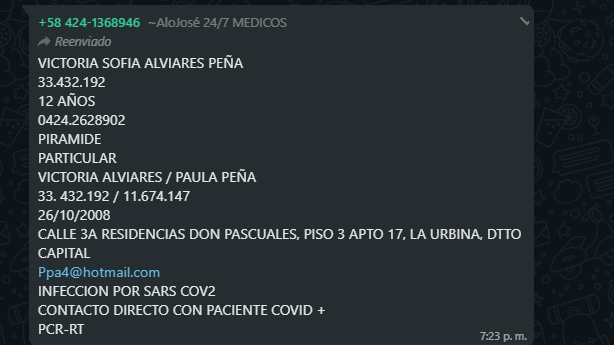 +58 424-1368946 ~AloJosé 24/7 MEDICOS
Reenviado
VICTORIA SOFIA ALVIARES PEÑA
33.432.192
12 AÑOS
0424.2628902
PIRAMIDE
PARTICULAR
VICTORIA ALVIARES / PAULA PEÑA
33. 432.192 / 11.674.147
26/10/2008
CALLE 3A RESIDENCIAS DON PASCUALES, PISO 3 APTO 17, LA URBINA, DTTO
CAPITAL
Ppa4@hotmail.com
INFECCION POR SARS COV2
CONTACTO DIRECTO CON PACIENTE COVID +
PCR-RT
7:23 p. m.